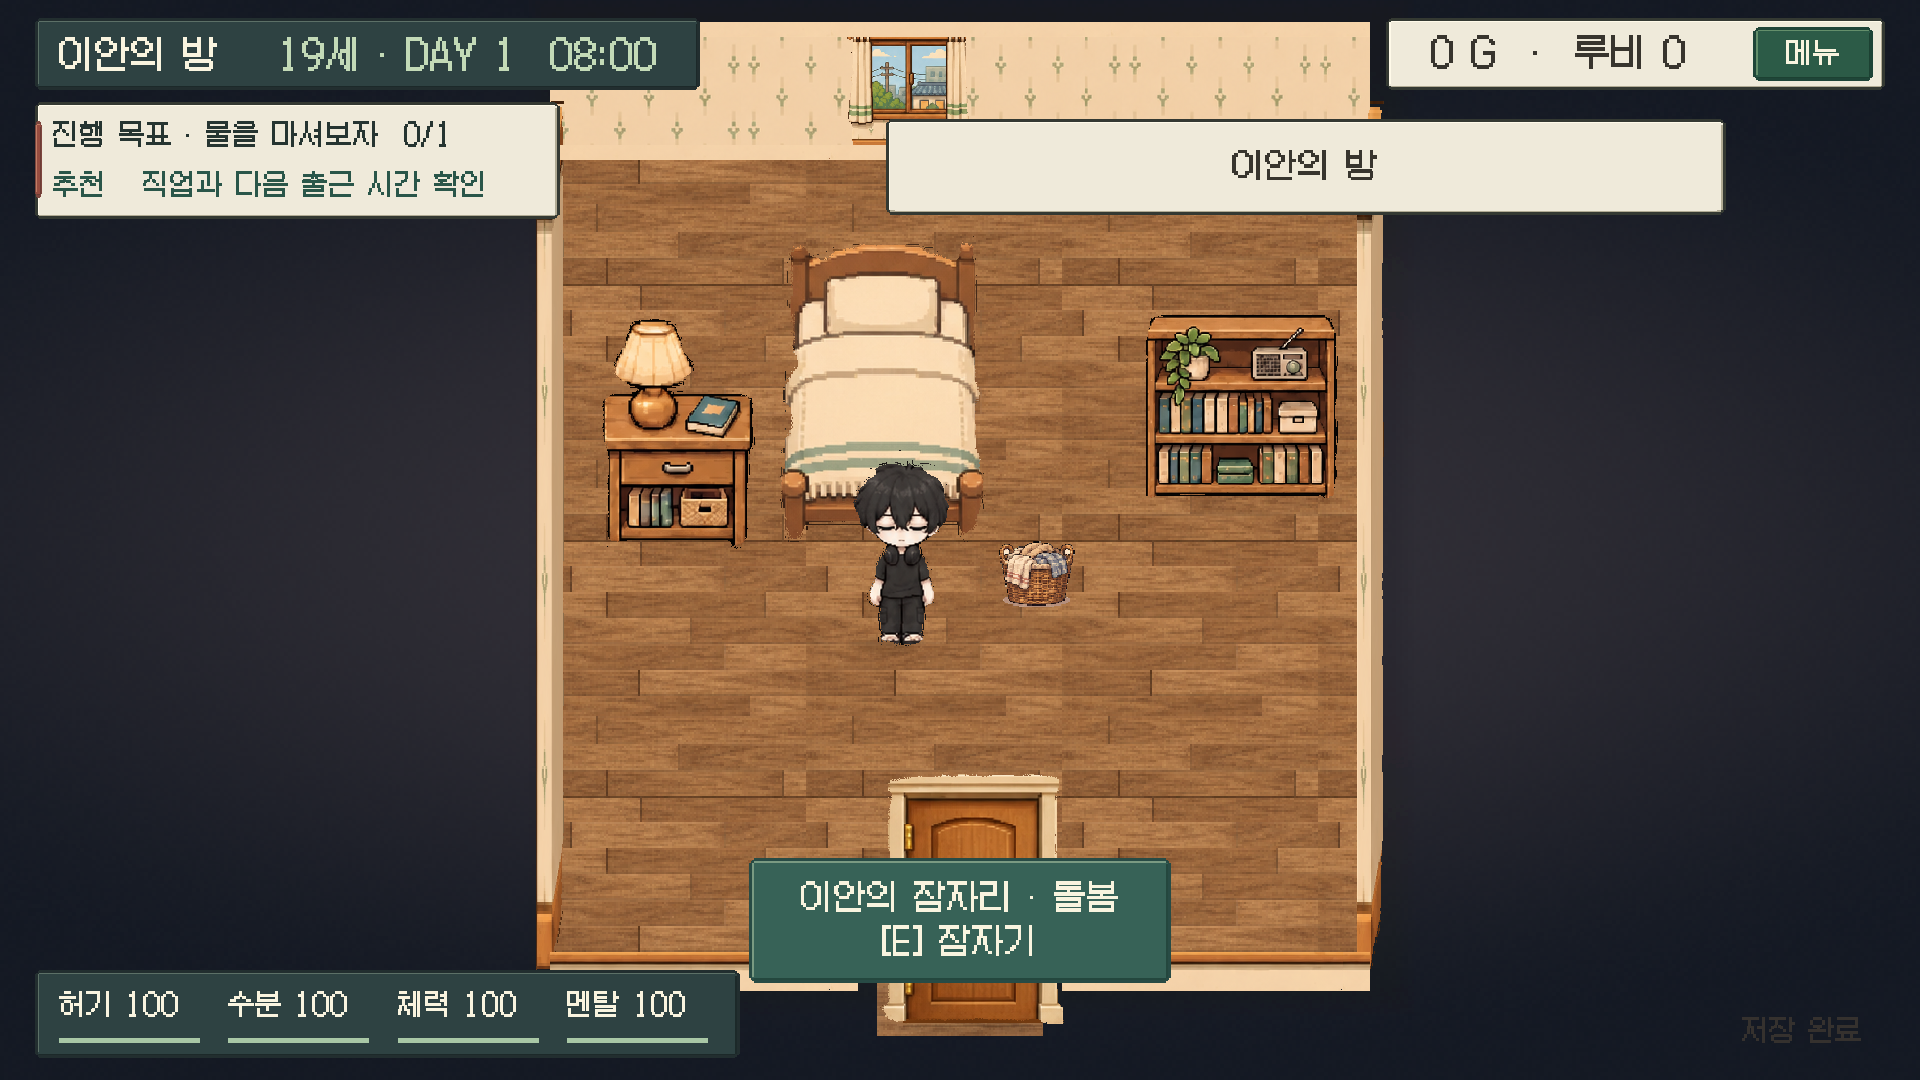 이안의 방 19세 · DAY 1 08:00
0 G · 루비 0 메뉴
진행 목표 · 물을 마셔보자 0/1
추천 직업과 다음 출근 시간 확인
이안의 방
이안의 잠자리 · 돌봄
[E] 잠자기
허기 100 수분 100 체력 100 멘탈 100
저장 완료